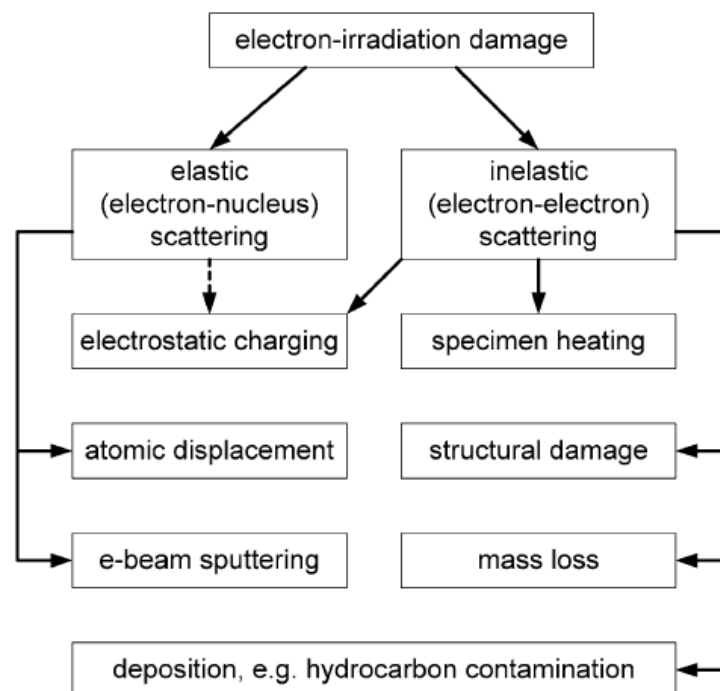 electron-irradiation damage
elastic
(electron-nucleus)
scattering
inelastic
(electron-electron)
scattering
electrostatic charging
specimen heating
atomic displacement
structural damage
e-beam sputtering
mass loss
deposition, e.g. hydrocarbon contamination